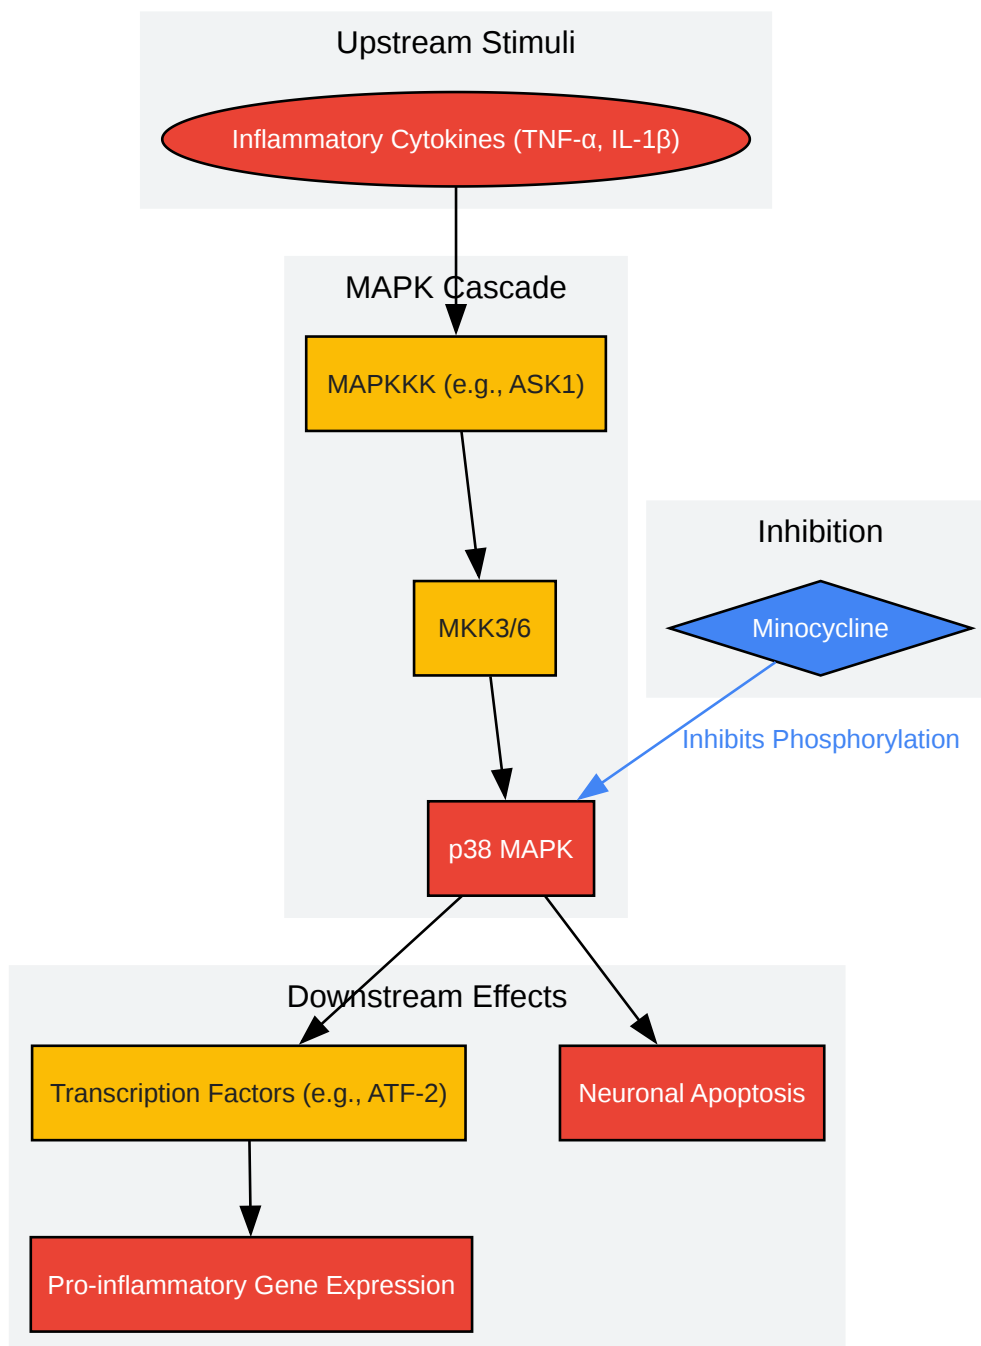 Upstream Stimuli
Inflammatory Cytokines (TNF-α, IL-1β)
MAPK Cascade
MAPKKK (e.g., ASK1)
Inhibition
MKK3/6
Minocycline
Inhibits Phosphorylation
p38 MAPK
Downstream Effects
Transcription Factors (e.g., ATF-2)
Neuronal Apoptosis
Pro-inflammatory Gene Expression